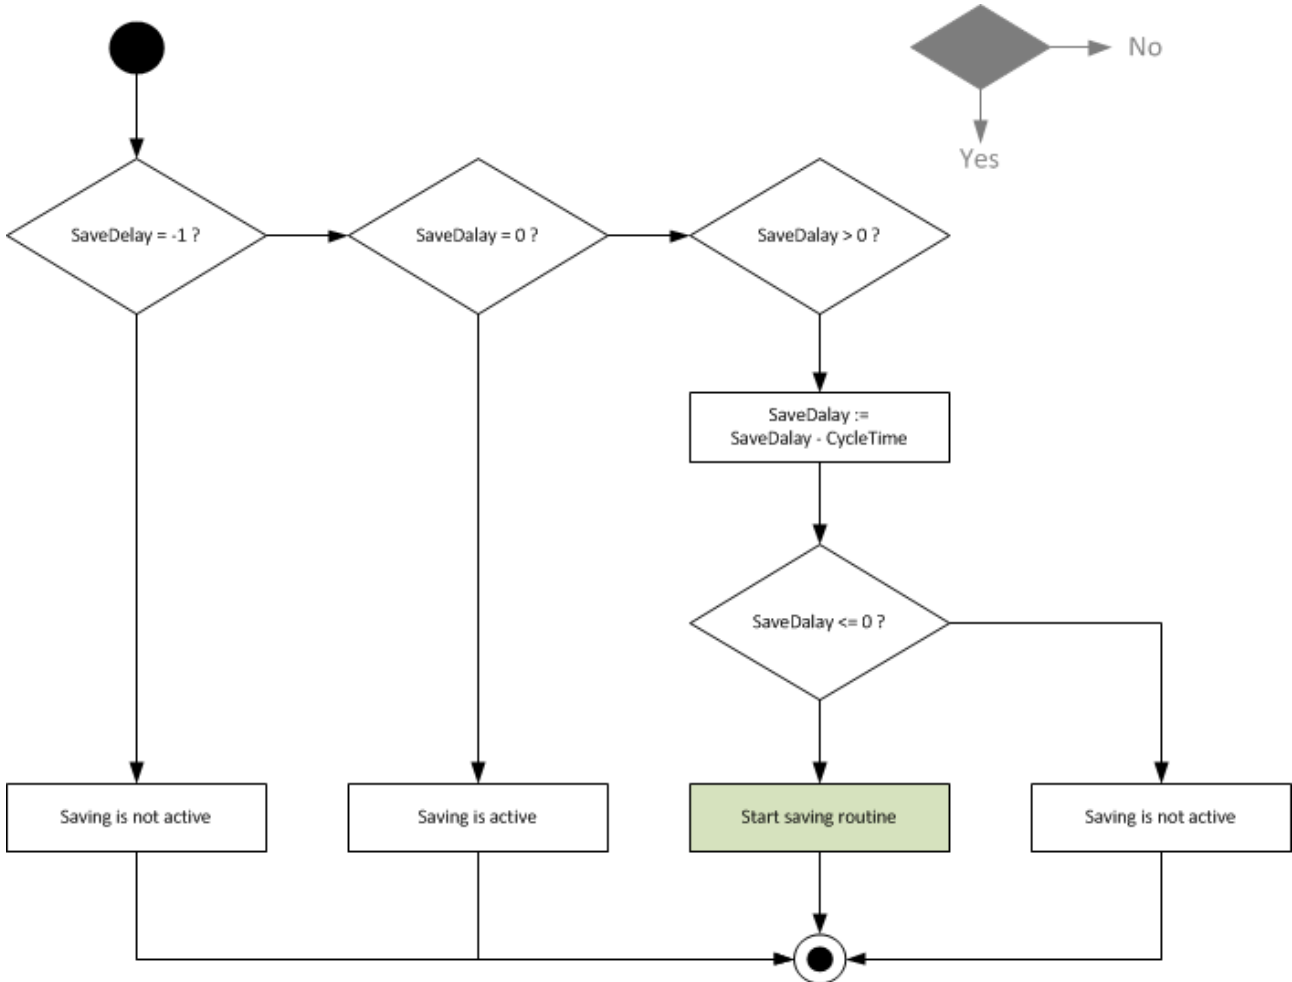 No
Yes
SaveDelay = -1 ?
SaveDalay = 0 ?
SaveDalay > 0 ?
SaveDalay :=
SaveDalay - CycleTime
SaveDalay <= 0 ?
Saving is not active
Saving is active
Start saving routine
Saving is not active